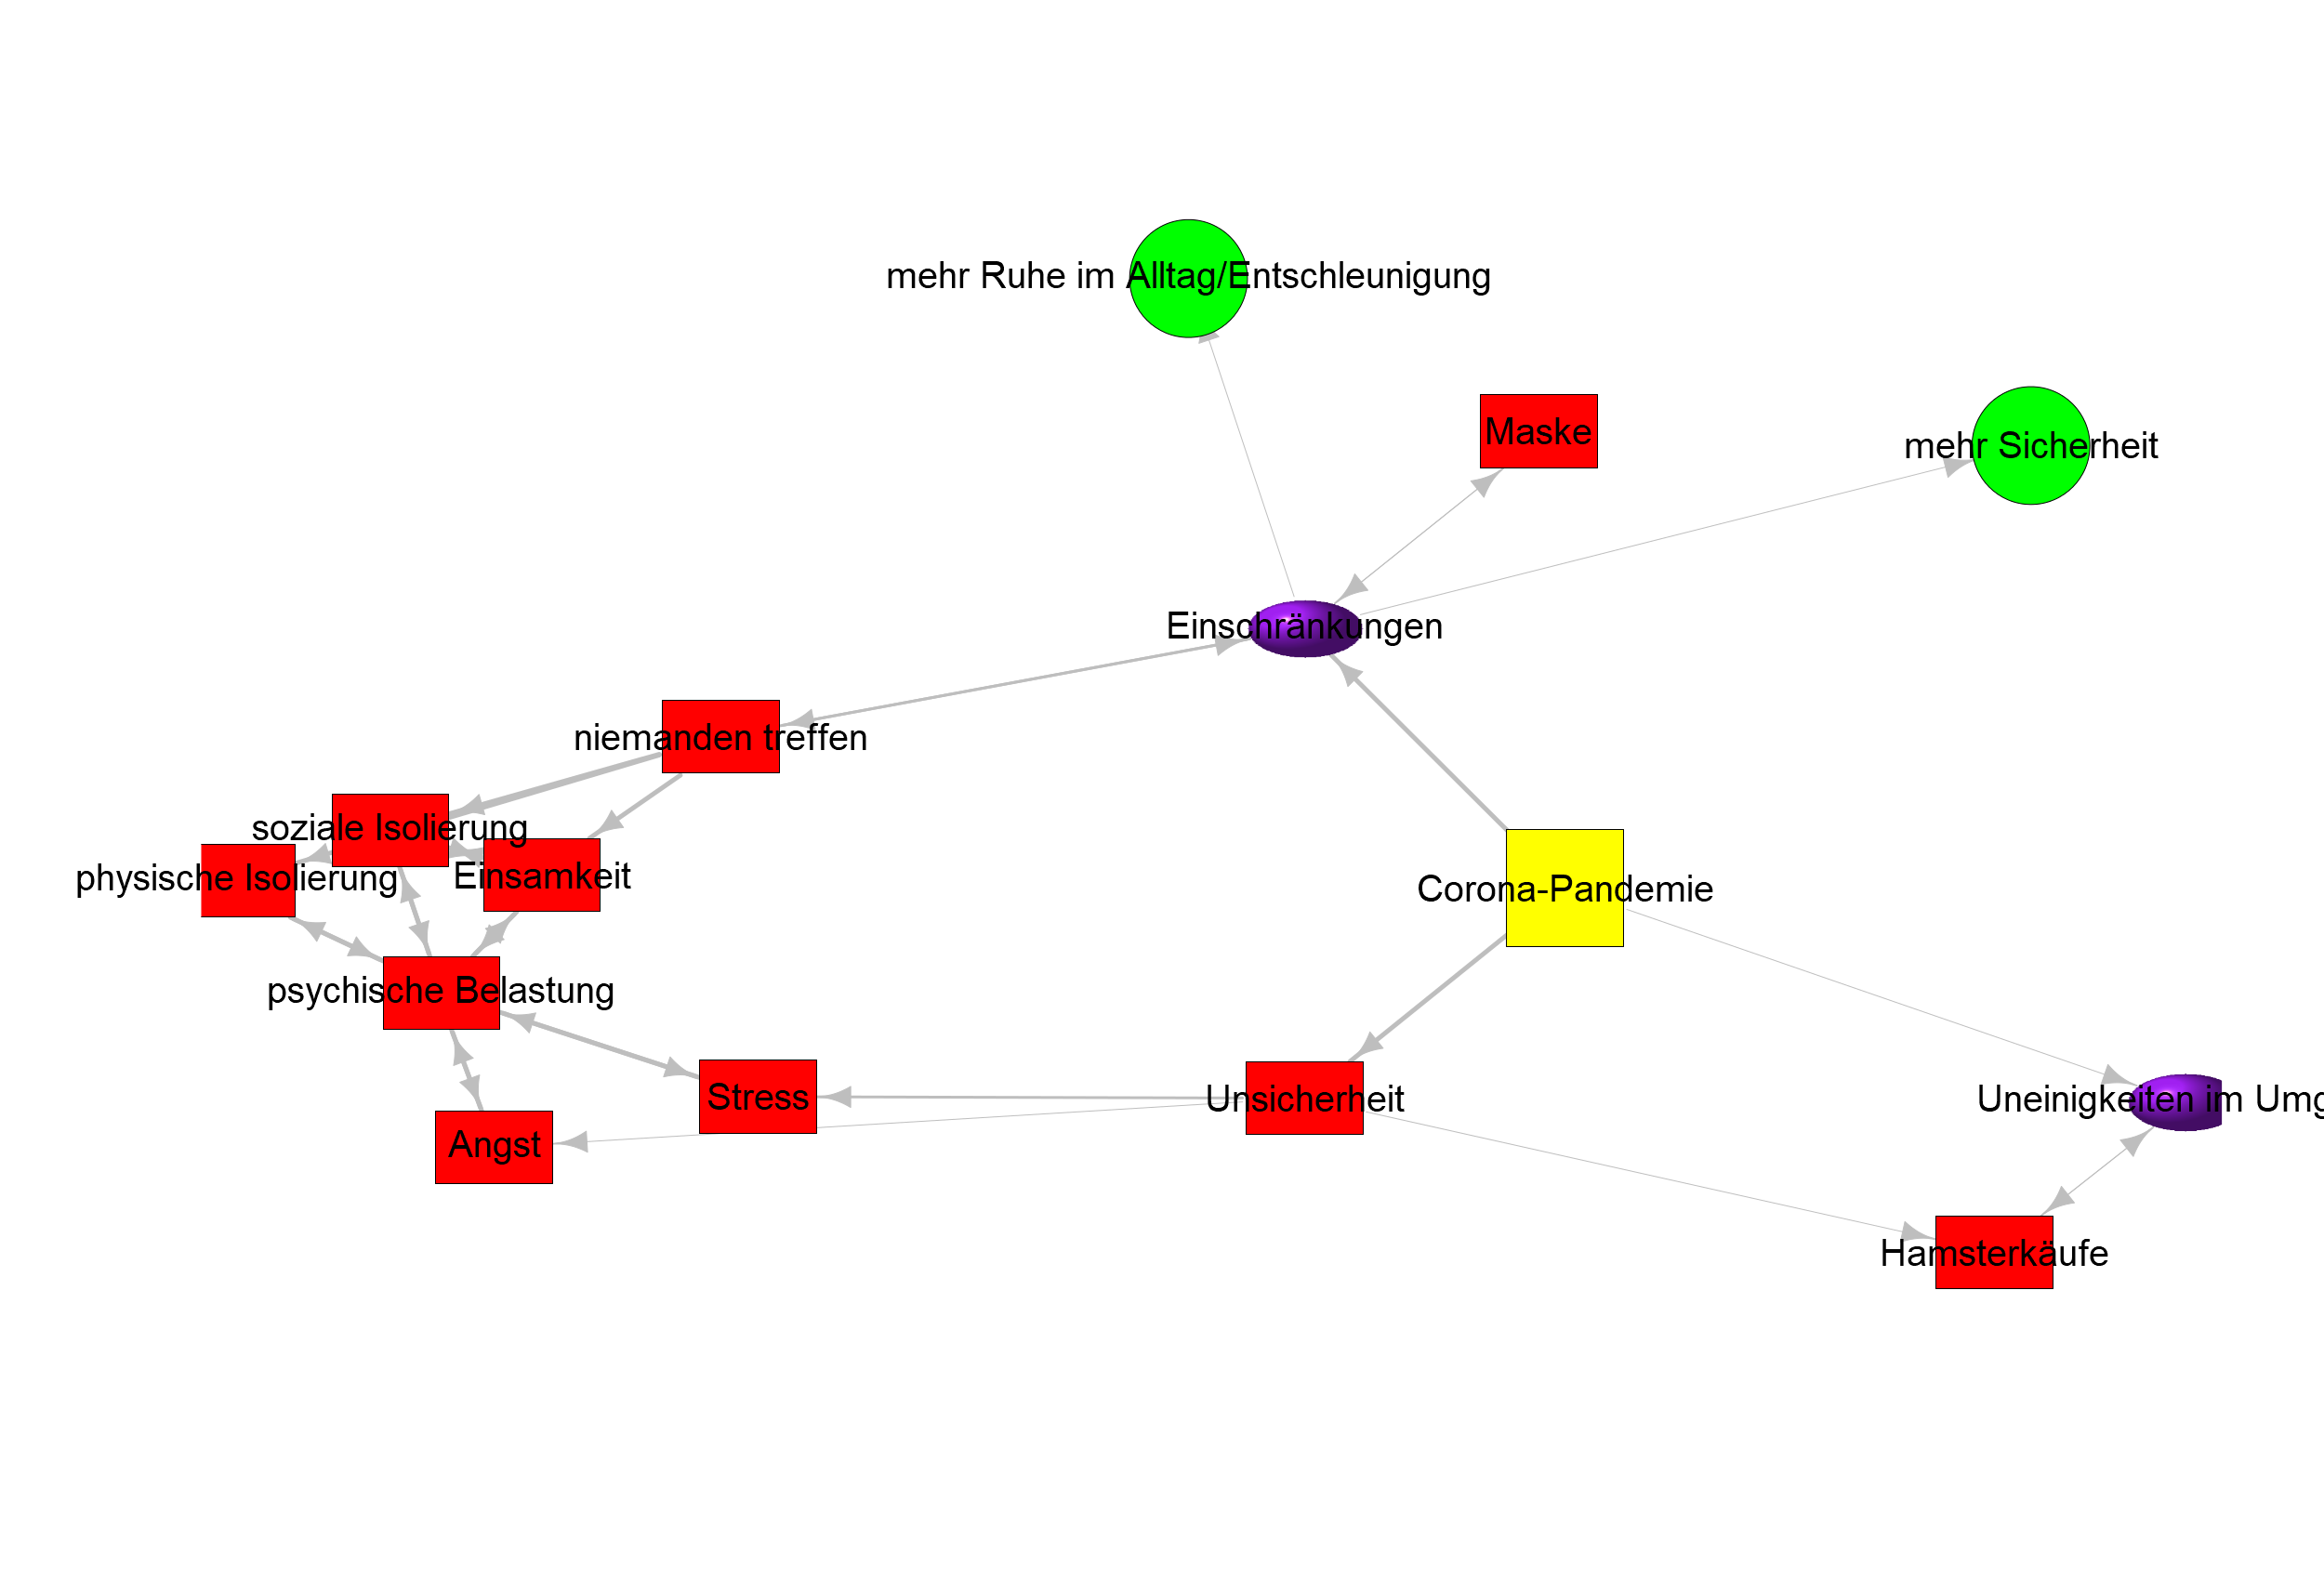 mehr Ruhe im Alltag/Entschleunigung
Maske
mehr Sicherheit
Einschränkungen
niemanden treffen
soziale Isolierung
physische Isolierung
Einsamkeit
Corona-Pandemie
psychische Belastung
Stress
Unsicherheit
Uneinigkeiten im Umg
Angst
Hamsterkäufe